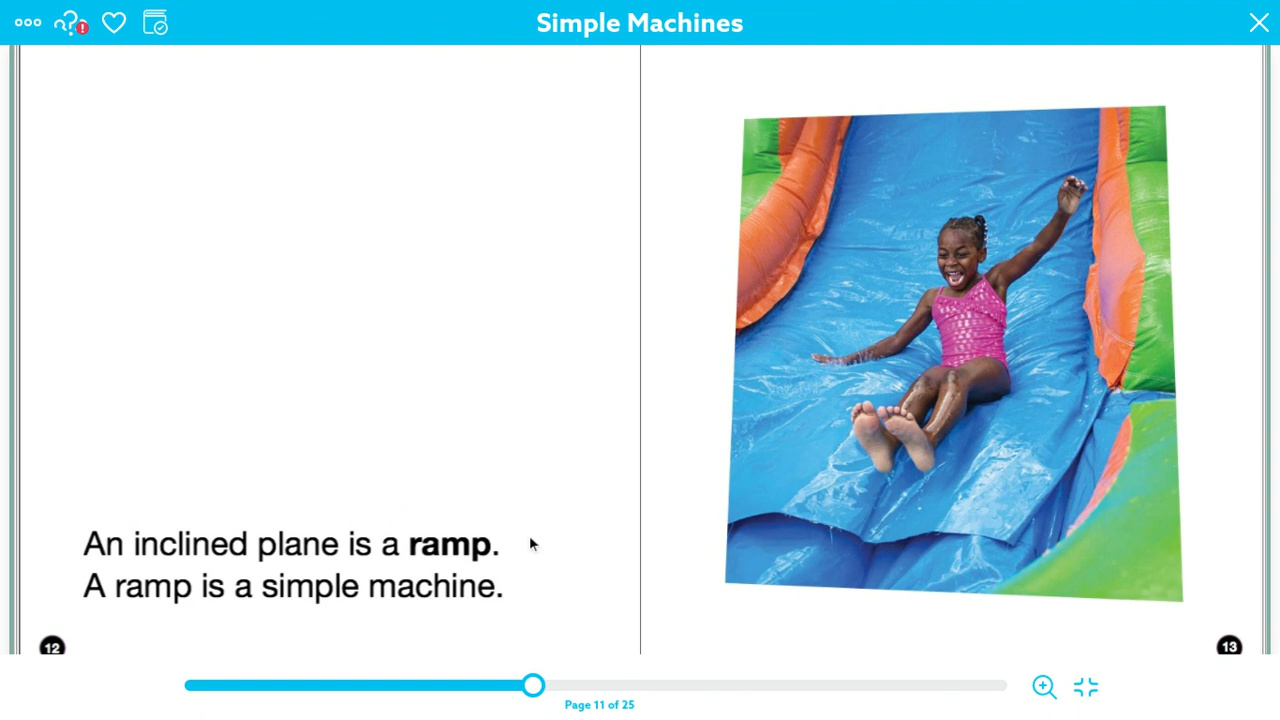 Simple Machines
An inclined plane is a ramp.
A ramp is a simple machine.
12
13
Page 11 of 25